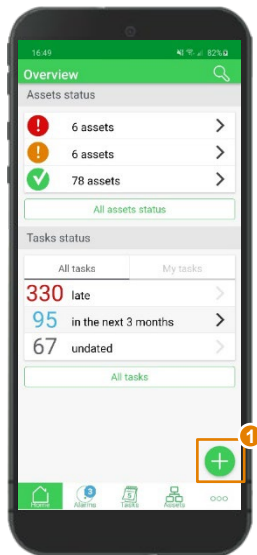 16:49 82%
Overview
Assets status
6 assets
6 assets
78 assets
All assets status
Tasks status
All tasks My tasks
330 late
95 in the next 3 months
67 undated
All tasks
1
3
5
Home Alarms Tasks Assets